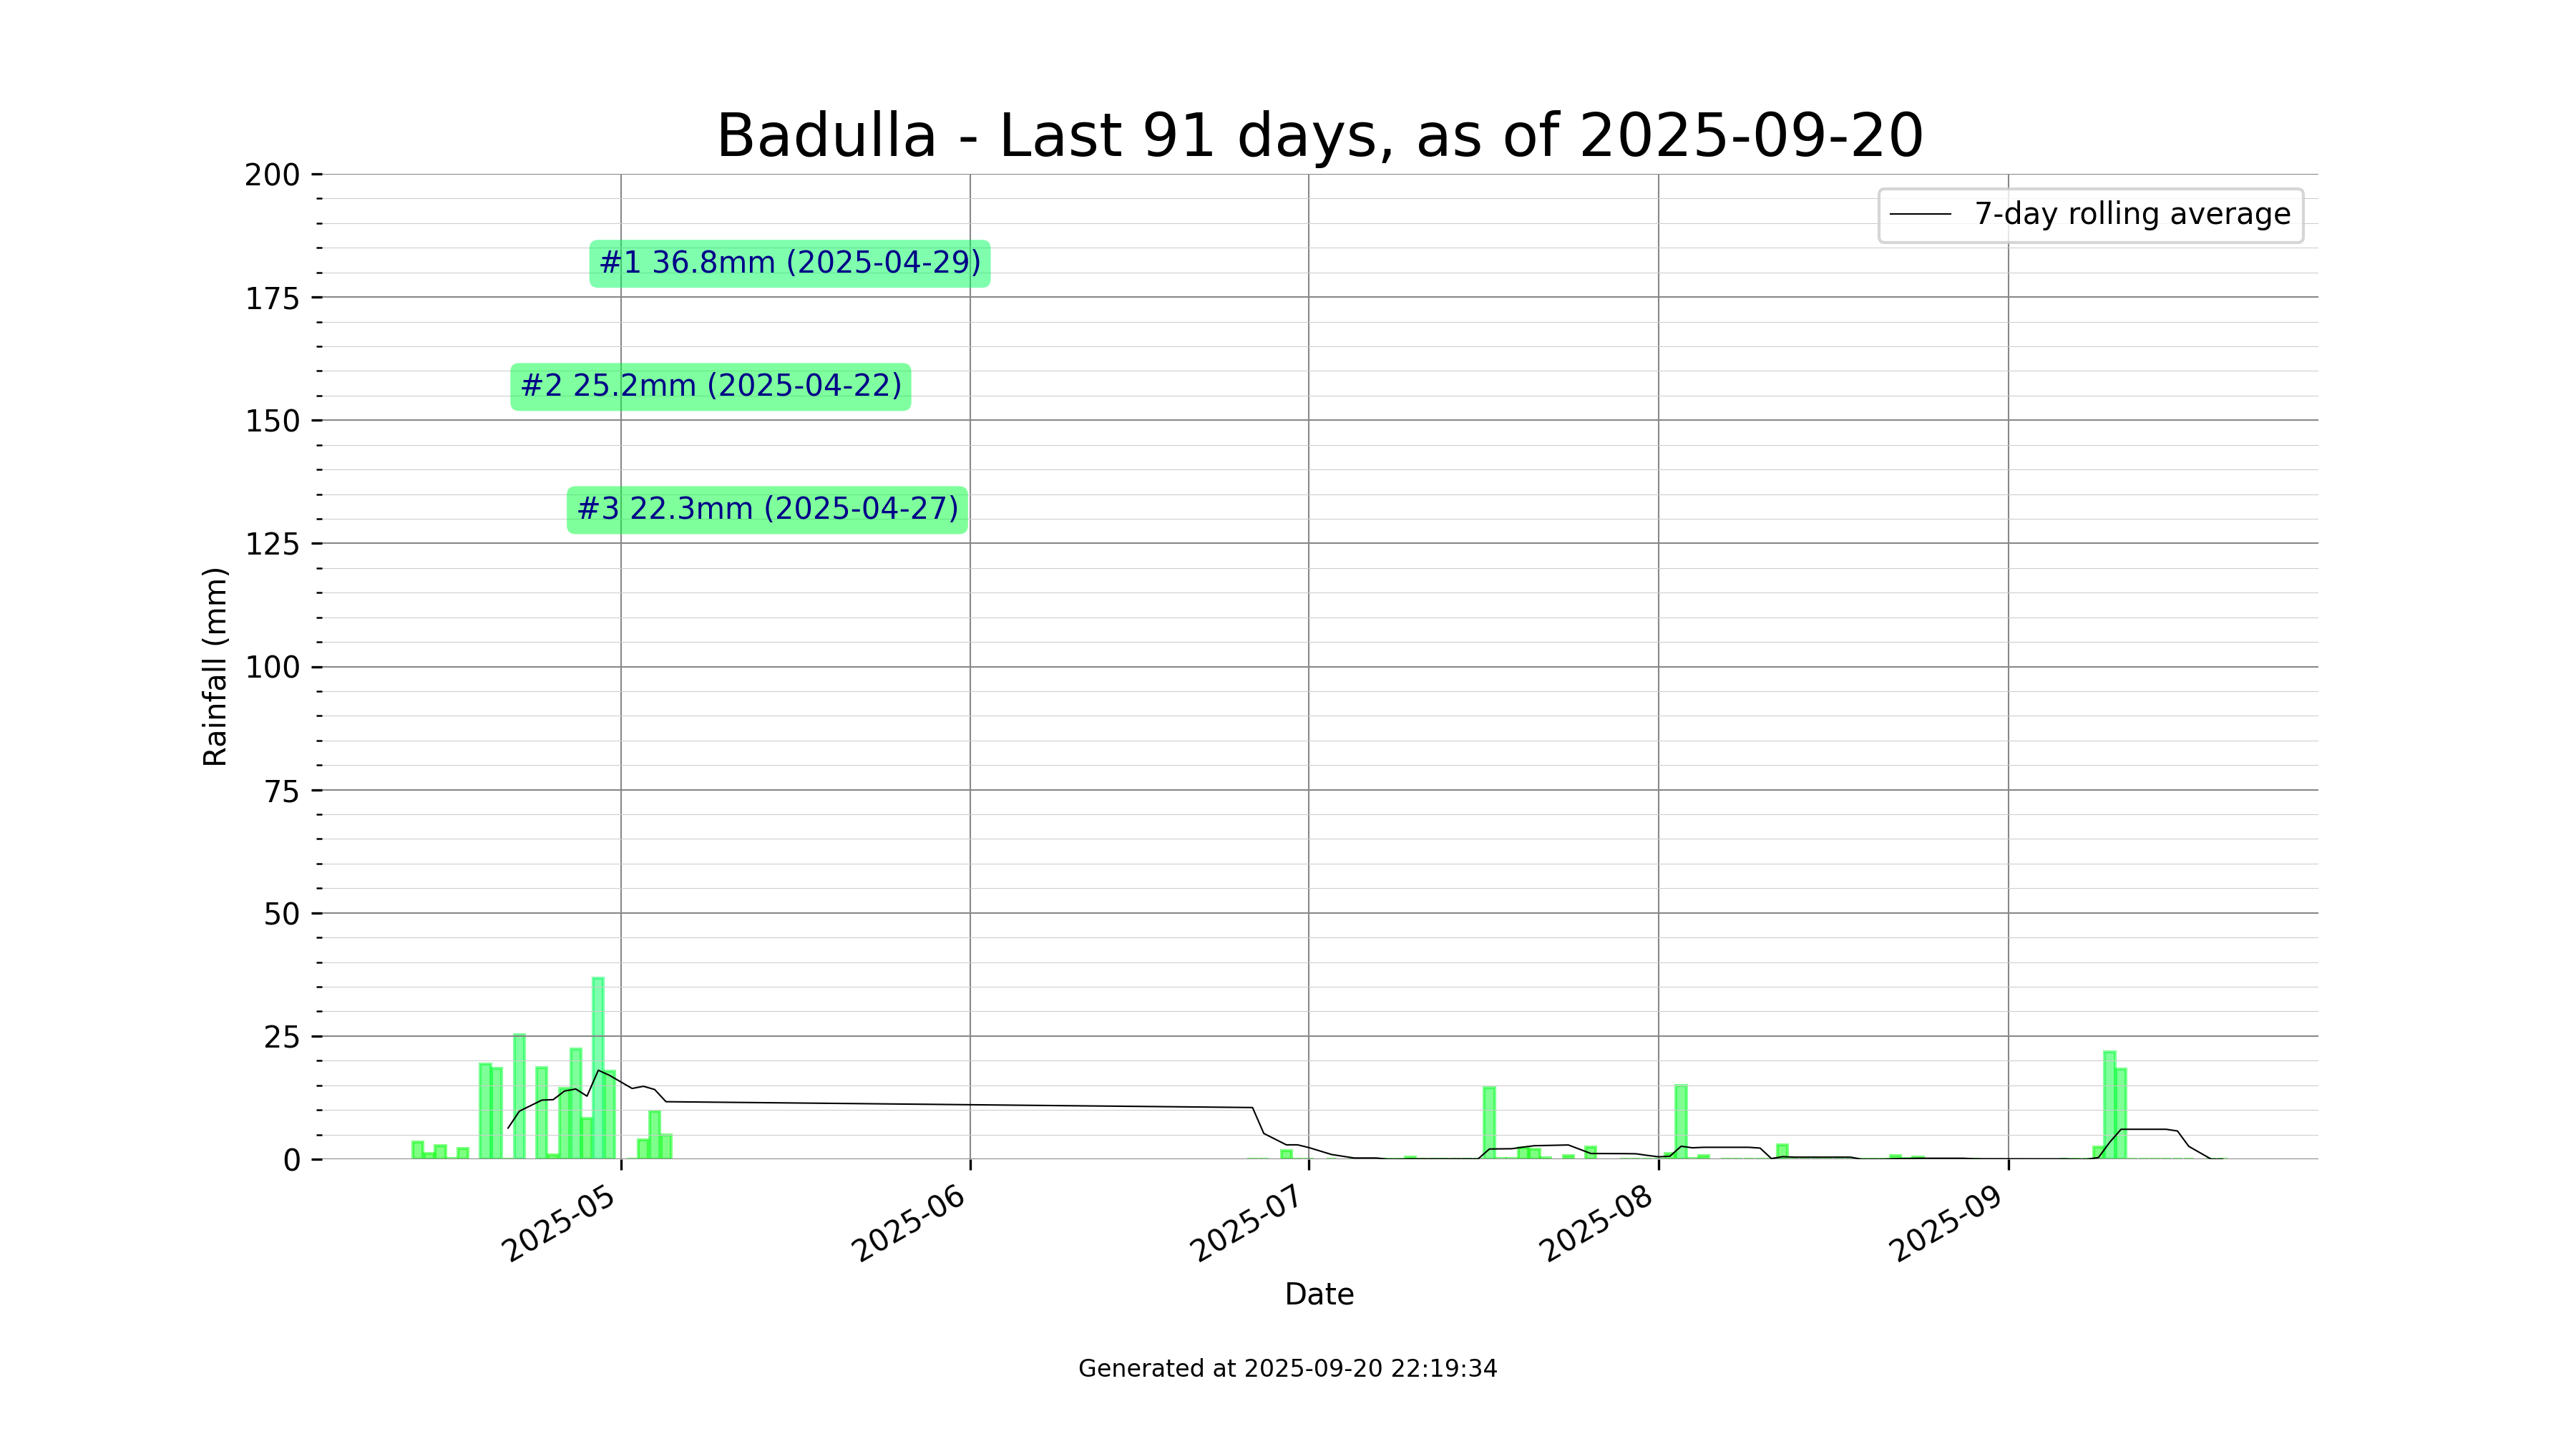 Badulla - Last 91 days, as of 2025-09-20
200
175
150
125
100
75
50
25
0
Rainfall (mm)
7-day rolling average
#1 36.8mm (2025-04-29)
#2 25.2mm (2025-04-22)
#3 22.3mm (2025-04-27)
2025-05
2025-06
2025-07
2025-08
2025-09
Date
Generated at 2025-09-20 22:19:34